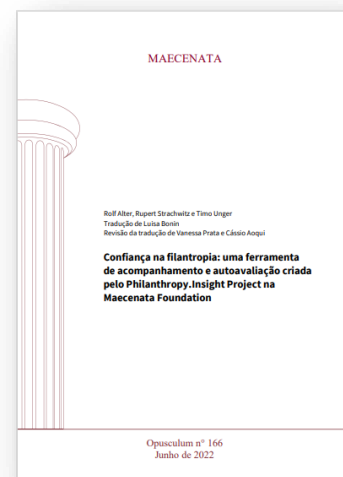 MAECENATA
Rolf Alter, Rupert Strachwitz e Timo Unger
Tradução de Luisa Bonin
Revisão da tradução de Vanessa Prata e Cássio Aoqui
Confiança na filantropia: uma ferramenta
de acompanhamento e autoavaliação criada
pelo Philanthropy.Insight Project na
Maecenata Foundation
Opusculum n° 166
Junho de 2022